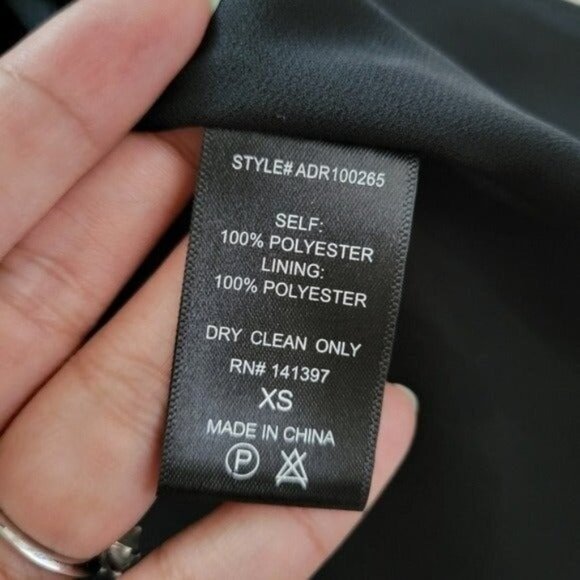 STYLE# ADR100265
SELF:
100% POLYESTER
LINING:
100% POLYESTER
DRY CLEAN ONLY
RN# 141397
XS
MADE IN CHINA
P